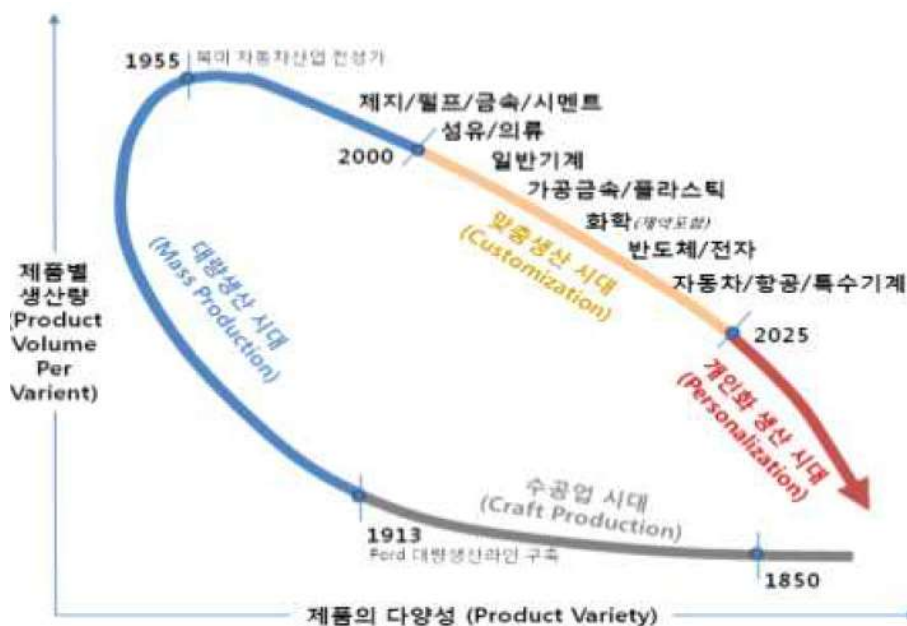 1955
북미 자동차산업 전성기
제지/펄프/금속/시멘트
섬유/의류
2000
일반기계
가공금속/플라스틱
화학(제약포함)
반도체/전자
자동차/항공/특수기계
2025
맞춤생산 시대
(Customization)
대량생산 시대
(Mass Production)
제품별
생산량
(Product
Volume
Per
Varient)
개인화 생산 시대
(Personalization)
수공업 시대
(Craft Production)
1913
Ford 대량생산라인 구축
1850
제품의 다양성 (Product Variety)